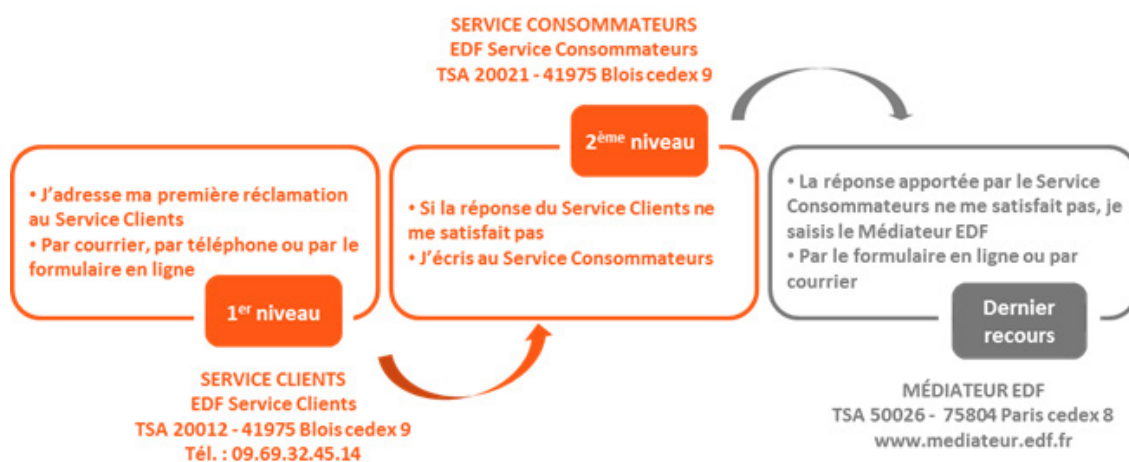 • J'adresse ma première réclamation
au Service Clients
• Par courrier, par téléphone ou par le
formulaire en ligne
1er niveau
SERVICE CLIENTS
EDF Service Clients
TSA 20012 - 41975 Blois cedex 9
Tél. : 09.69.32.45.14
SERVICE CONSOMMATEURS
EDF Service Consommateurs
TSA 20021 - 41975 Blois cedex 9
2ème niveau
• Si la réponse du Service Clients ne
me satisfait pas
• J'écris au Service Consommateurs
• La réponse apportée par le Service
Consommateurs ne me satisfait pas, je
saisis le Médiateur EDF
• Par le formulaire en ligne ou par
courrier
Dernier
recours
MÉDIATEUR EDF
TSA 50026 - 75804 Paris cedex 8
www.mediateur.edf.fr